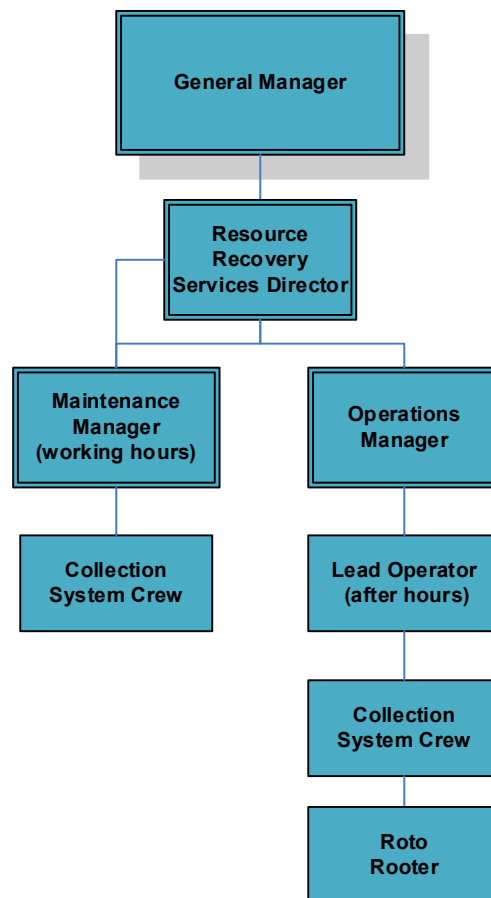 General Manager
Resource
Recovery
Services Director
Maintenance
Manager
(working hours)
Operations
Manager
Collection
System Crew
Lead Operator
(after hours)
Collection
System Crew
Roto
Rooter